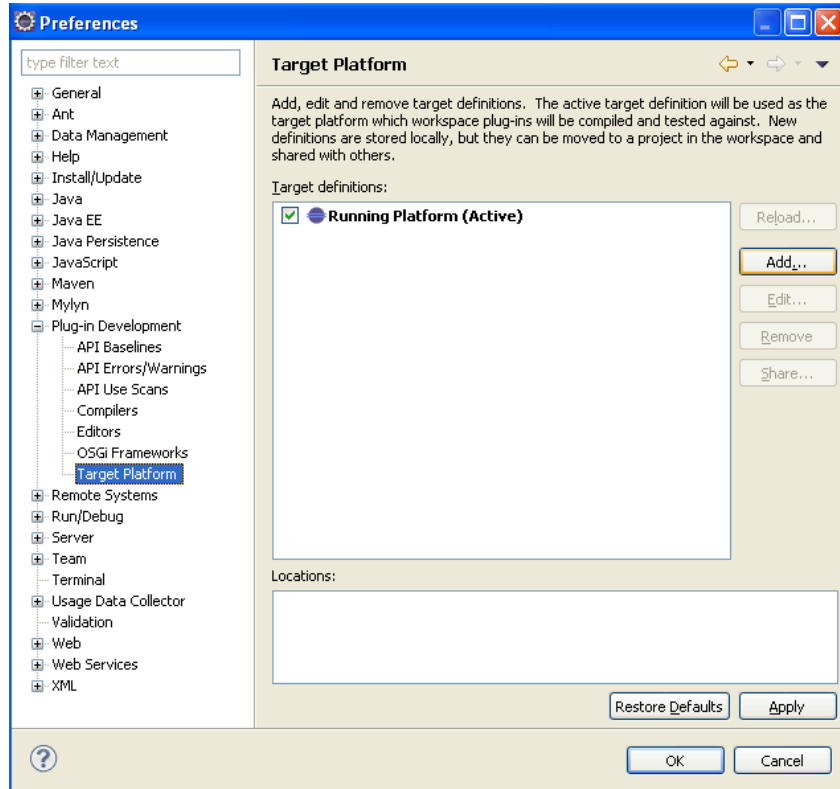 Preferences
type filter text
General
Ant
Data Management
Help
Install/Update
Java
Java EE
Java Persistence
JavaScript
Maven
Mylyn
Plug-in Development
API Baselines
API Errors/Warnings
API Use Scans
Compilers
Editors
OSGi Frameworks
Target Platform
Remote Systems
Run/Debug
Server
Team
Terminal
Usage Data Collector
Validation
Web
Web Services
XML
Target Platform
Add, edit and remove target definitions. The active target definition will be used as the
target platform which workspace plug-ins will be compiled and tested against. New
definitions are stored locally, but they can be moved to a project in the workspace and
shared with others.
Target definitions:
Running Platform (Active)
Reload...
Add...
Edit...
Remove
Share...
Locations:
Restore Defaults
Apply
OK
Cancel